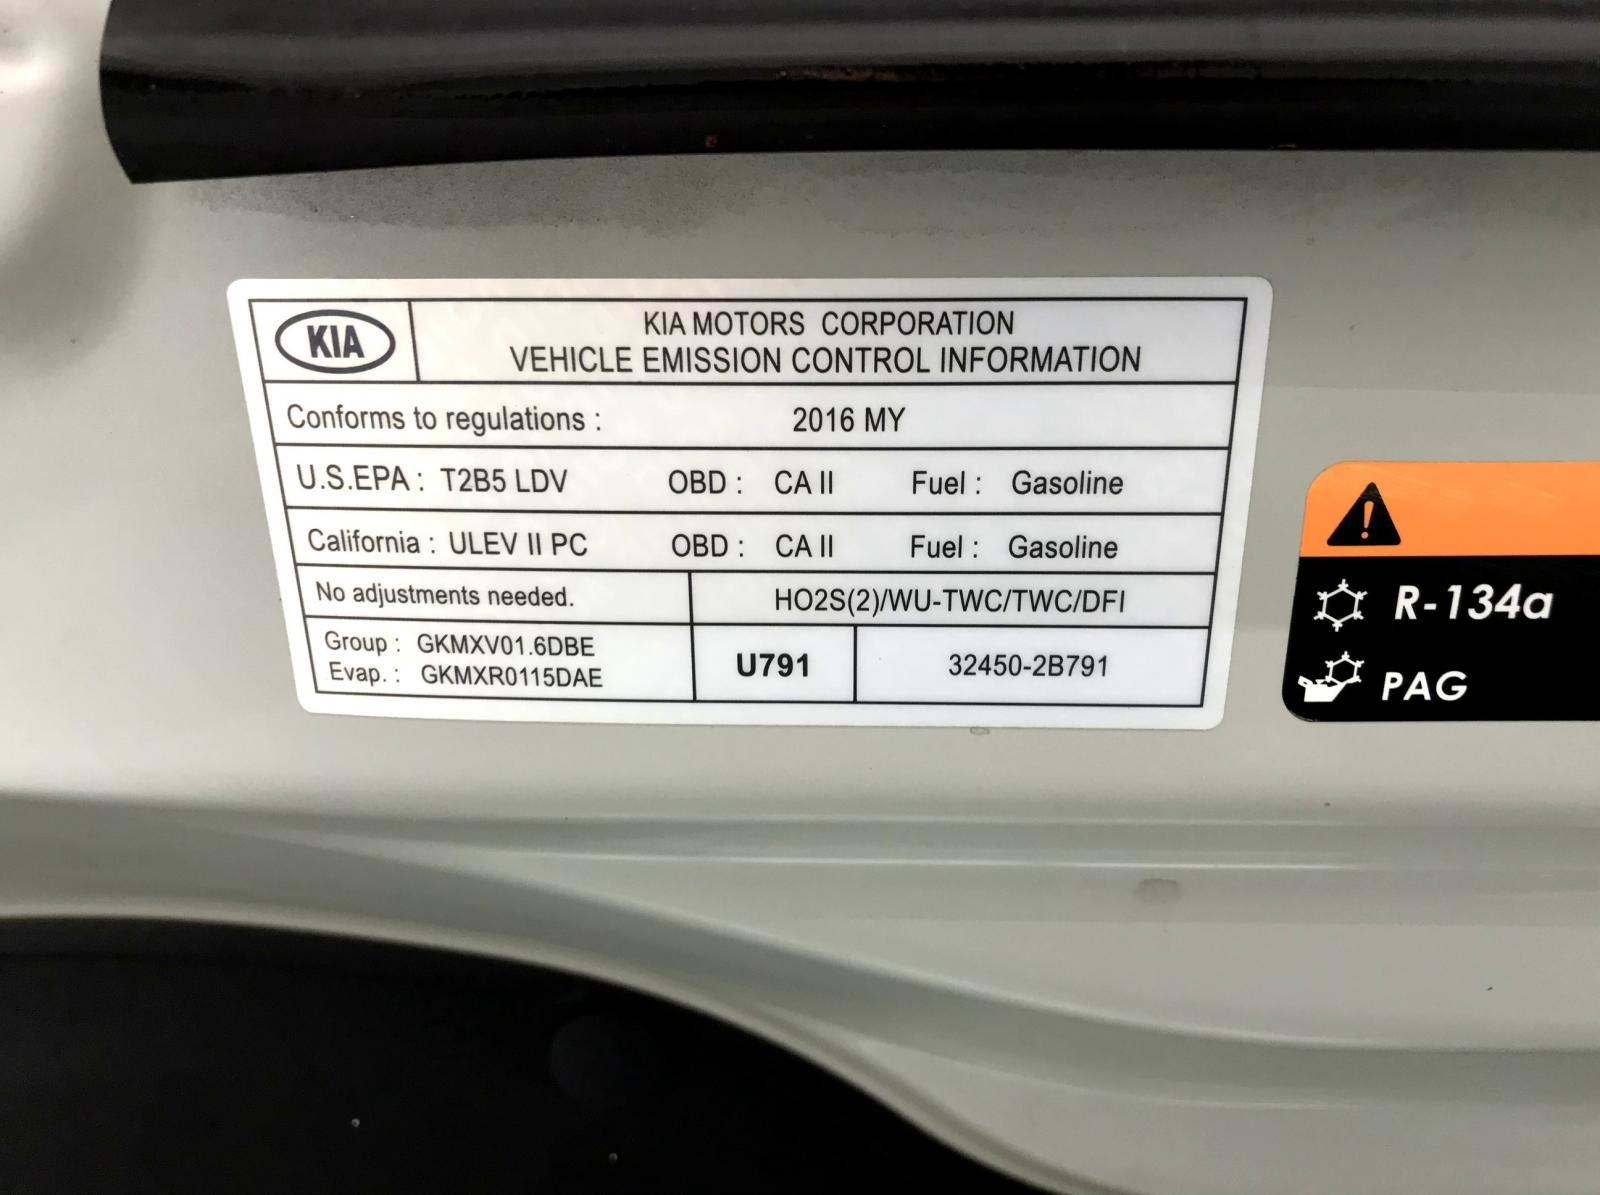 KIA
KIA MOTORS CORPORATION
VEHICLE EMISSION CONTROL INFORMATION
Conforms to regulations : 2016 MY
U.S.EPA : T2B5 LDV OBD : CA II Fuel : Gasoline
California : ULEV II PC OBD : CA II Fuel : Gasoline
No adjustments needed. HO2S(2)/WU-TWC/TWC/DFI
Group : GKMXV01.6DBE
Evap. : GKMXR0115DAE
U791
32450-2B791
R-134a
PAG